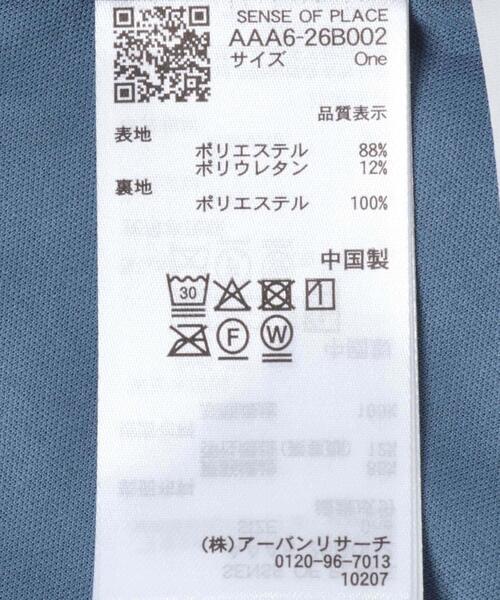 SENSE OF PLACE
AAA6-26B002
サイズ One
品質表示
表地
ポリエステル 88%
ポリウレタン 12%
裏地
ポリエステル 100%
中国製
30
F W
(株)アーバンリサーチ
0120-96-7013
10207